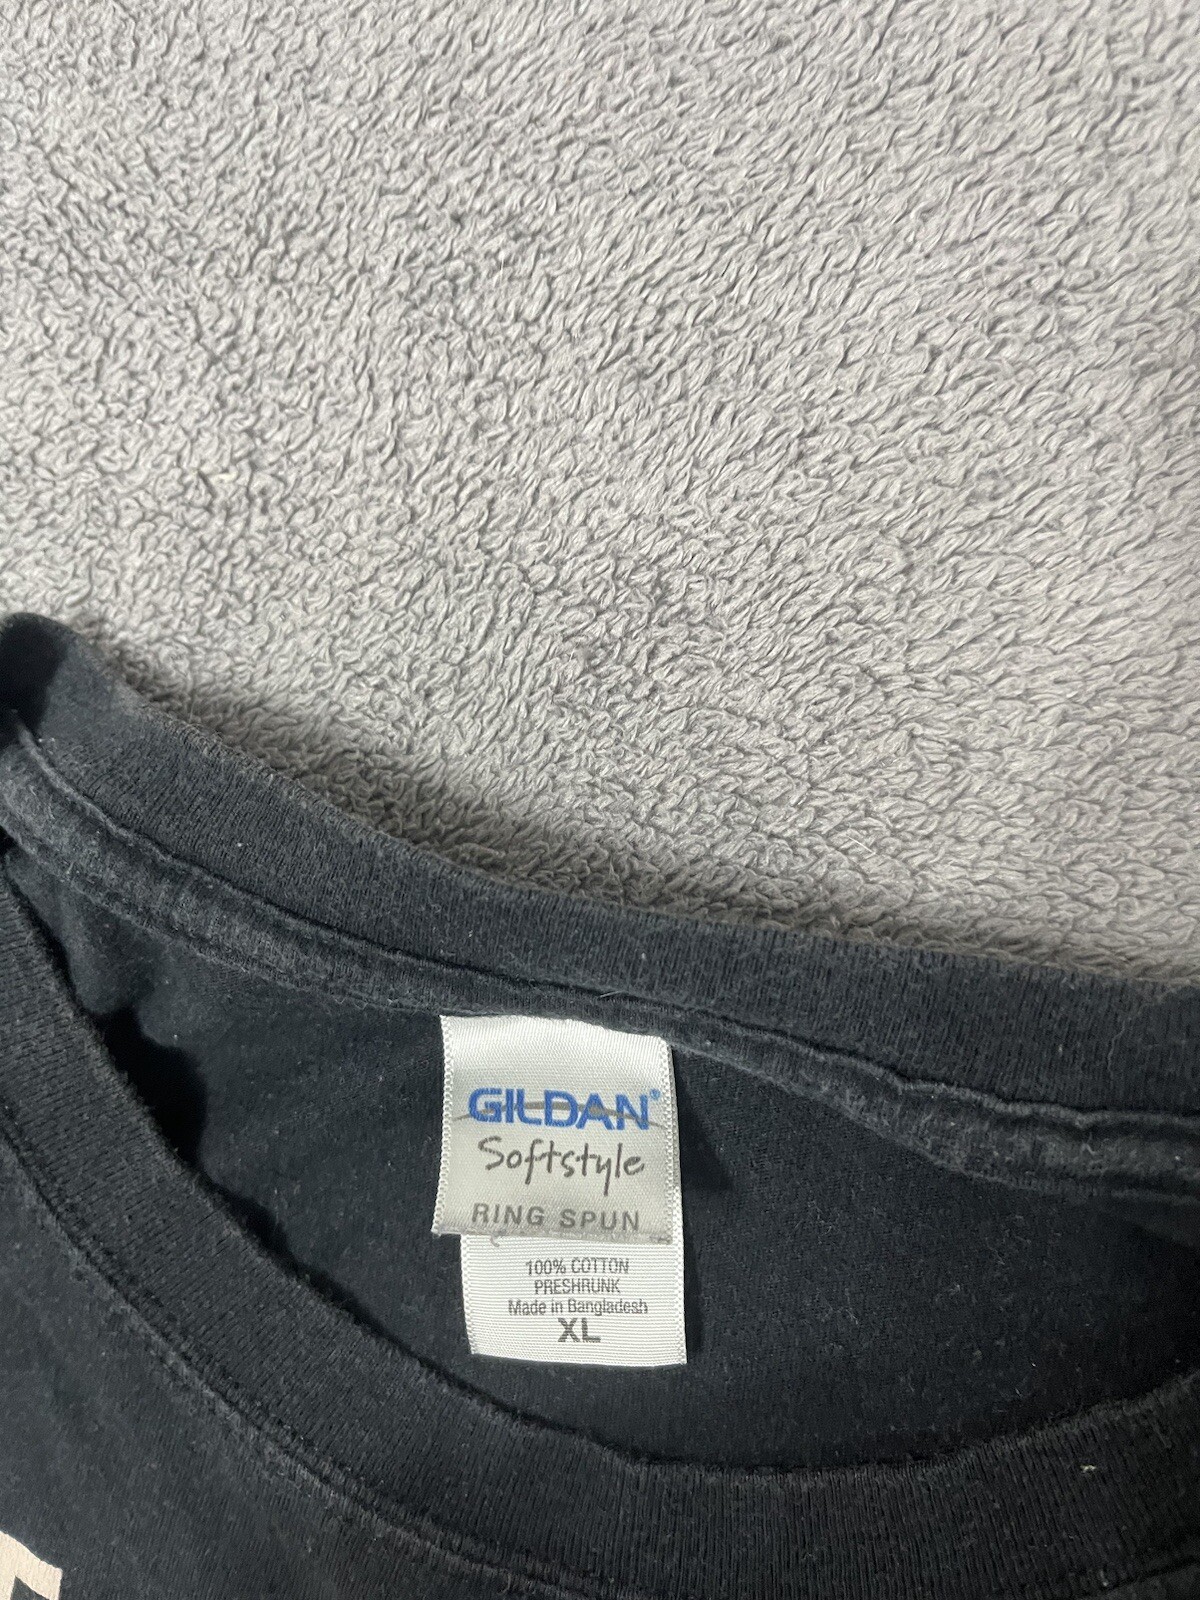 GILDAN®
Softstyle
RING SPUN
100% COTTON
PRESHRUNK
Made in Bangladesh
XL